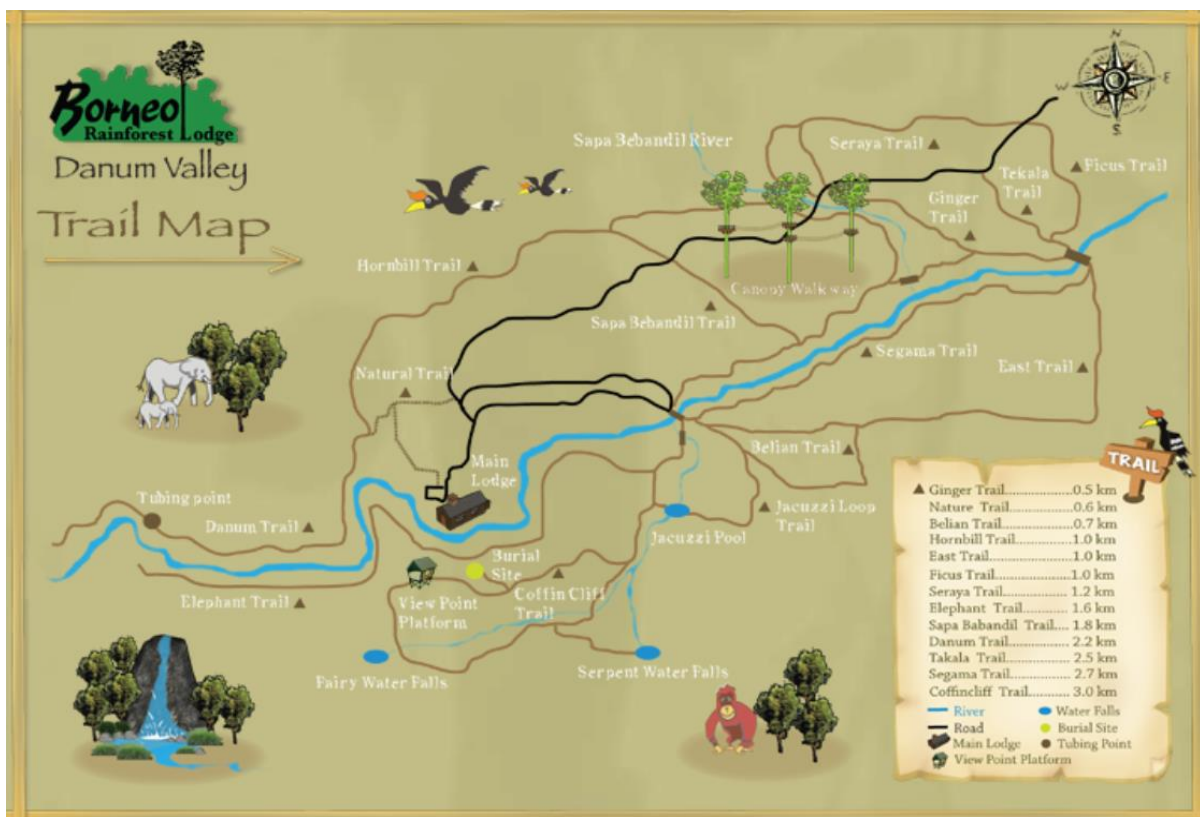 Borneo
Rainforest Lodge
Danum Valley
Trail Map
N
W
E
S
Sapa Bebandil River
Seraya Trail
Ficus Trail
Tekala
Trail
Ginger
Trail
Hornbill Trail
Canopy Walkway
Sapa Bebandil Trail
Segama Trail
East Trail
Natural Trail
Main
Lodge
Belian Trail
TRAIL
Tubing point
Danum Trail
Jacuzzi Loop
Trail
Jacuzzi Pool
Burial
Site
Elephant Trail
View Point
Platform
Coffin Cliff
Trail
Fairy Water Falls
Serpent Water Falls
Ginger Trail......................0.5 km
Nature Trail......................0.6 km
Belian Trail.......................0.7 km
Hornbill Trail...................1.0 km
East Trail..........................1.0 km
Ficus Trail........................1.0 km
Seraya Trail......................1.2 km
Elephant Trail.................1.6 km
Sapa Babandil Trail.... 1.8 km
Danum Trail.....................2.2 km
Takala Trail.....................2.5 km
Segama Trail....................2.7 km
Coffincliff Trail.............. 3.0 km
River
Water Falls
Road
Burial Site
Main Lodge
Tubing Point
View Point Platform